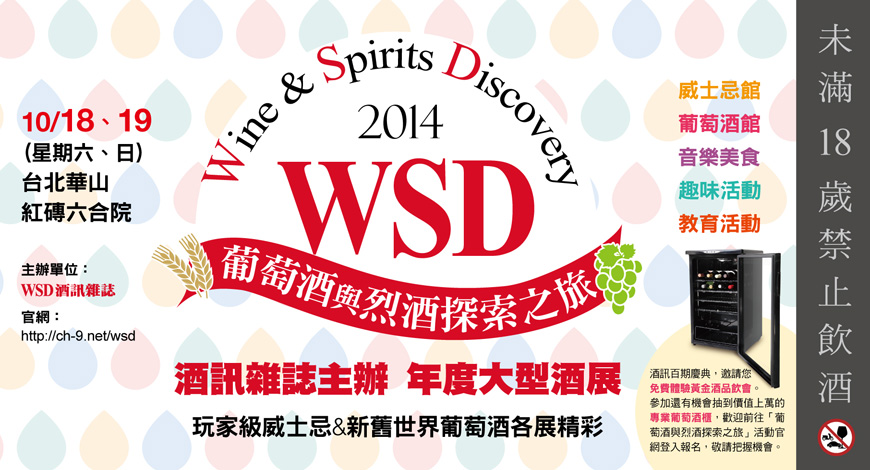 10/18、19
(星期六、日)
台北華山
紅磚六合院
主辦單位：
WSD 酒訊雜誌
官網：
http://ch-9.net/wsd
Wine & Spirits Discovery
2014
WSD
葡萄酒與烈酒探索之旅
酒訊雜誌主辦 年度大型酒展
玩家級威士忌&新舊世界葡萄酒各展精彩
威士忌館
葡萄酒館
音樂美食
趣味活動
教育活動
酒訊百期慶典，邀請您
免費體驗黃金酒品飲會。
參加還有機會抽到價值上萬的
專業葡萄酒櫃，歡迎前往「葡
萄酒與烈酒探索之旅」活動官
網登入報名，敬請把握機會。
未滿18歲禁止飲酒